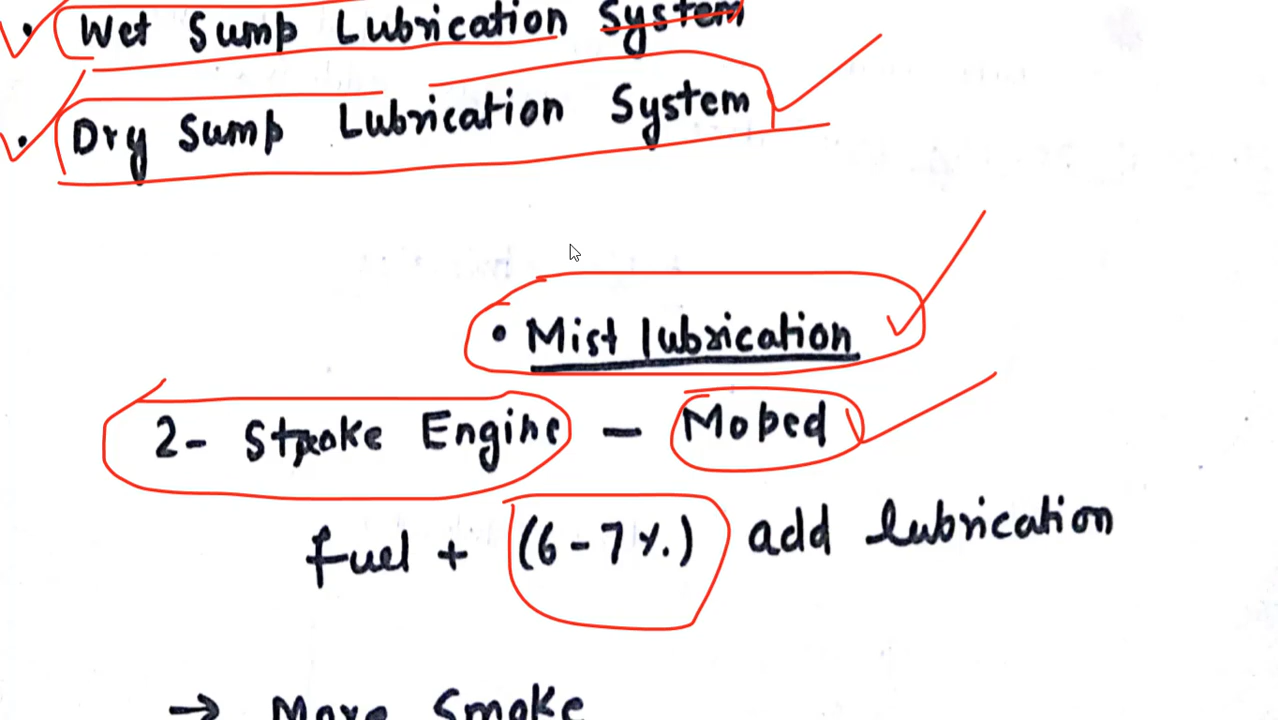 • Wet Sump Lubrication System
• Dry Sump Lubrication System
• Mist lubrication
2- Stroke Engine — Moped
fuel + (6-7%) add lubrication
→ More Smoke